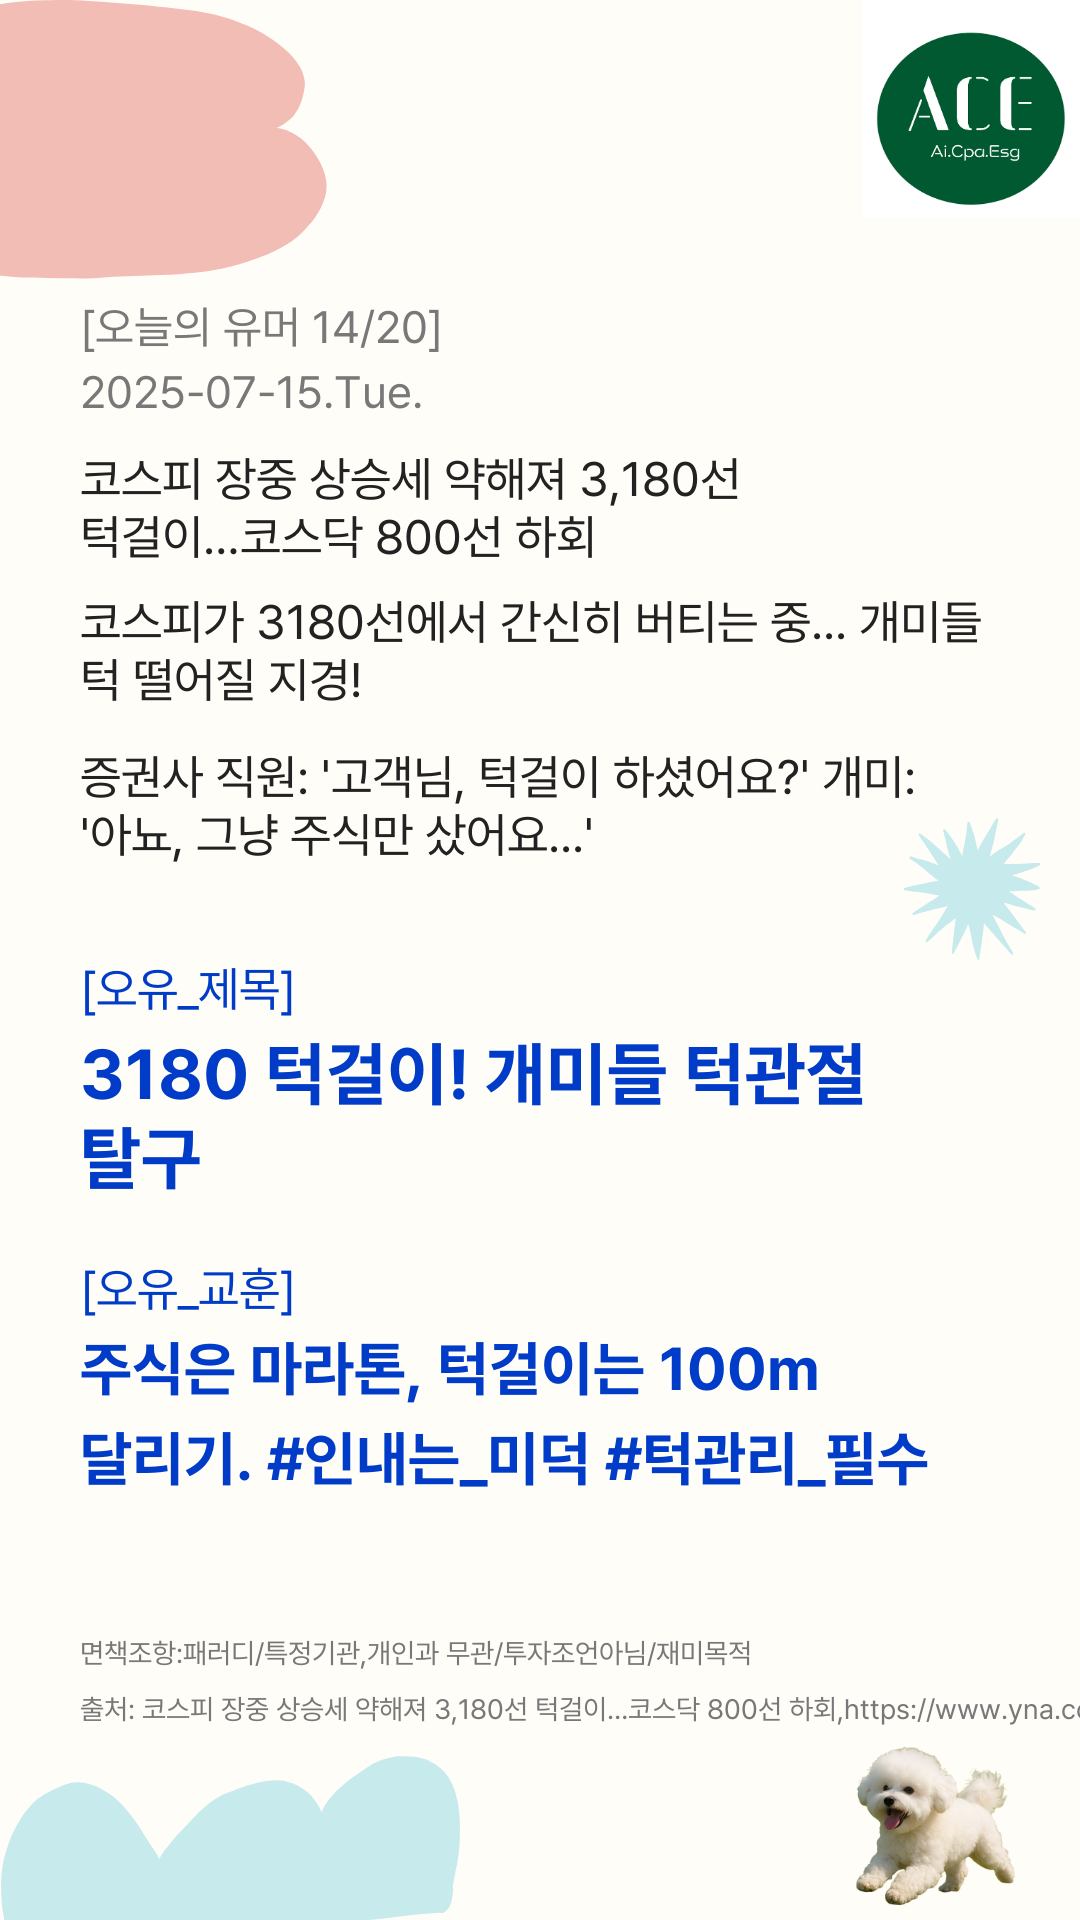 ACE
Ai.Cpa.Esg
[오늘의 유머 14/20]
2025-07-15.Tue.
코스피 장중 상승세 약해져 3,180선
턱걸이...코스닥 800선 하회
코스피가 3180선에서 간신히 버티는 중... 개미들
턱 떨어질 지경!
증권사 직원: '고객님, 턱걸이 하셨어요?' 개미:
'아뇨, 그냥 주식만 샀어요...'
[오유_제목]
3180 턱걸이! 개미들 턱관절
탈구
[오유_교훈]
주식은 마라톤, 턱걸이는 100m
달리기. #인내는_미덕 #턱관리_필수
면책조항:패러디/특정기관,개인과 무관/투자조언아님/재미목적
출처: 코스피 장중 상승세 약해져 3,180선 턱걸이...코스닥 800선 하회,https://www.yna.c